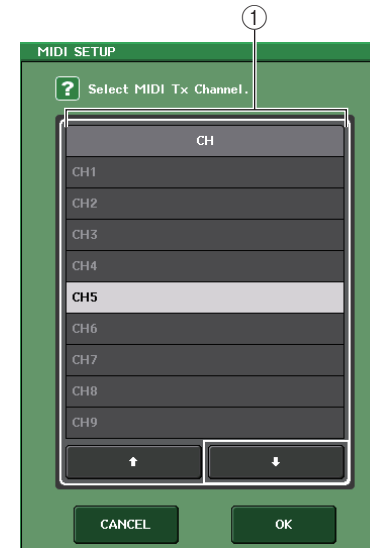 ①
MIDI SETUP
? Select MIDI Tx Channel.
CH
CH1
CH2
CH3
CH4
CH5
CH6
CH7
CH8
CH9
↑ ↓
CANCEL OK